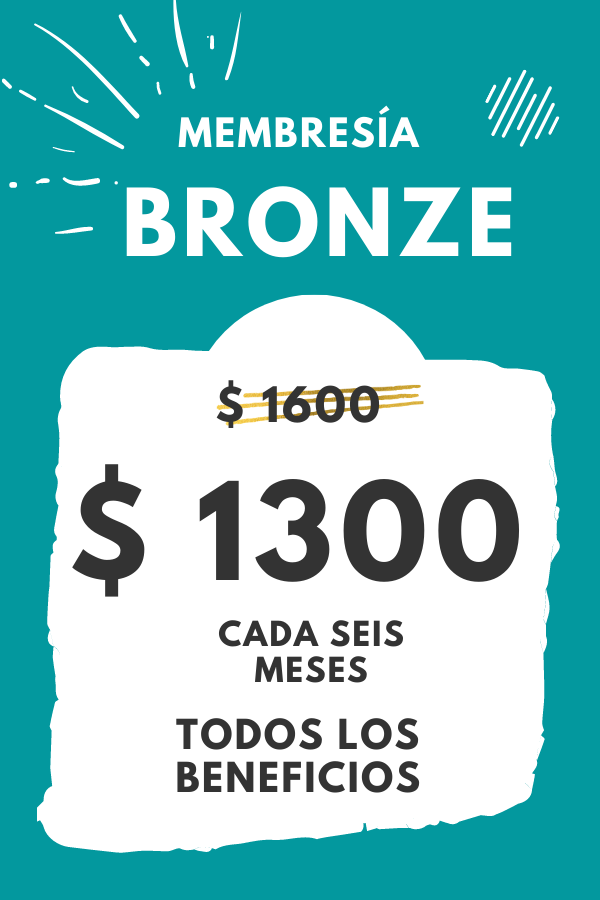 MEMBRESÍA
BRONZE
$ 1600
$ 1300
CADA SEIS
MESES
TODOS LOS
BENEFICIOS